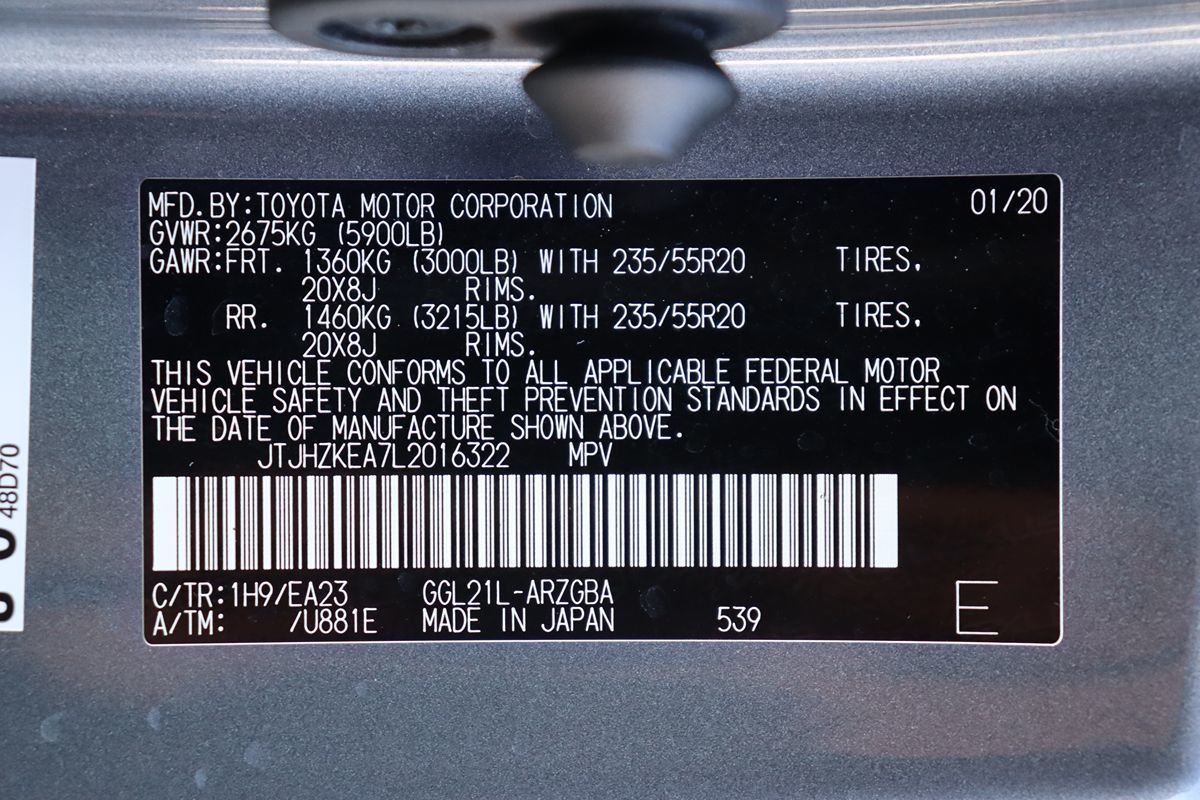 MFD.BY:TOYOTA MOTOR CORPORATION 01/20
GVWR:2675KG (5900LB)
GAWR:FRT. 1360KG (3000LB) WITH 235/55R20 TIRES,
20X8J RIMS.
RR. 1460KG (3215LB) WITH 235/55R20 TIRES,
20X8J RIMS.
THIS VEHICLE CONFORMS TO ALL APPLICABLE FEDERAL MOTOR
VEHICLE SAFETY AND THEFT PREVENTION STANDARDS IN EFFECT ON
THE DATE OF MANUFACTURE SHOWN ABOVE.
JTJHZKEA7L2016322 MPV
C/TR:1H9/EA23 GGL21L-ARZGBA
A/TM: /U881E MADE IN JAPAN 539 E
48D70